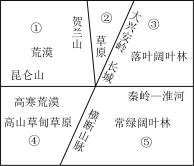 ①
荒漠
昆仑山
贺兰山
②
草原
大兴安岭
长城
③
落叶阔叶林
秦岭—淮河
高寒荒漠
高山草甸草原
④
横断山脉
常绿阔叶林
⑤